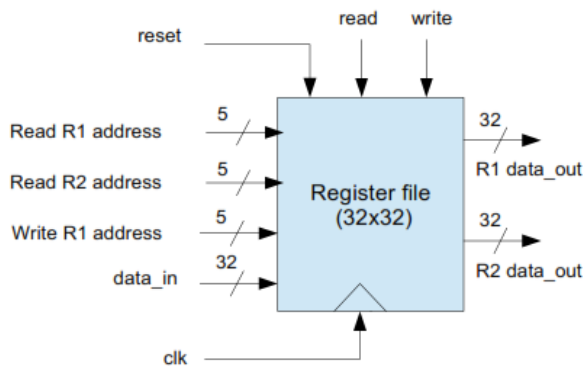 reset
read
write
5
32
Read R1 address
R1 data_out
5
Read R2 address
Register file
(32x32)
5
32
Write R1 address
R2 data_out
32
data_in
clk